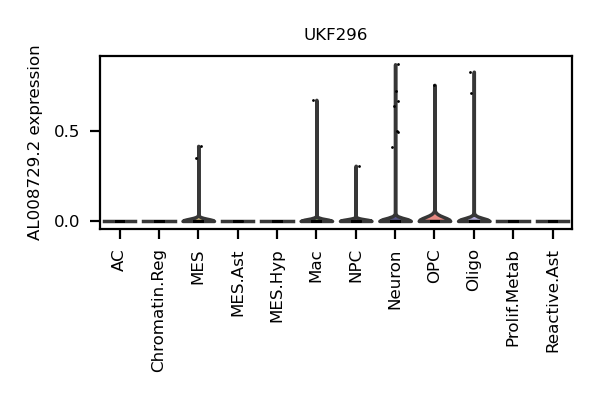 UKF296
AL008729.2 expression
0.5
0.0
AC
Chromatin.Reg
MES
MES.Ast
MES.Hyp
Mac
NPC
Neuron
OPC
Oligo
Prolif.Metab
Reactive.Ast